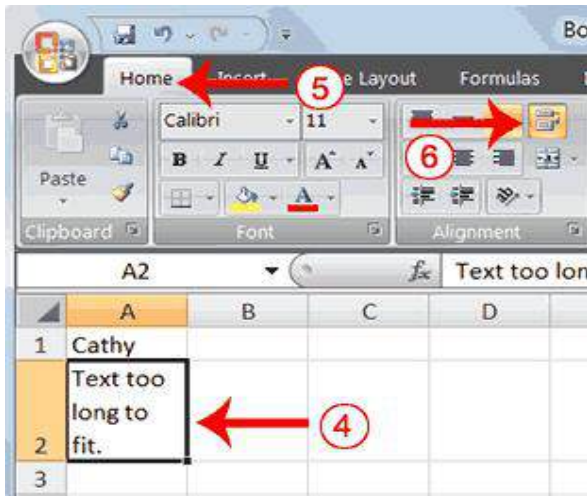 Bo
Home Layout Formulas
5
Calibri 11
6
Paste
B I U A A
A
Clipboard Font Alignment
A2 fx Text too lon
A B C D
1 Cathy
Text too
long to
2 fit.
4
3